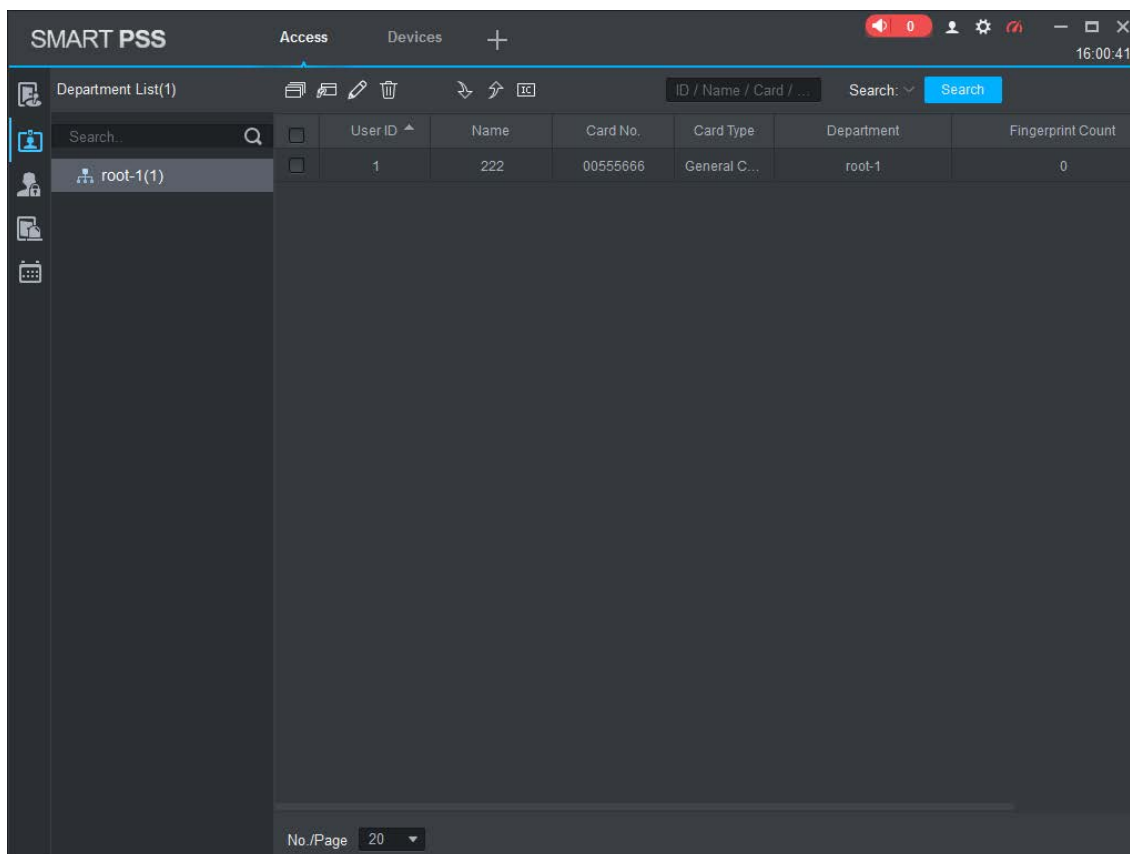 SMART PSS Access Devices 0
16:00:41
Department List(1) IC ID / Name / Card / ... Search: Search
Search.. User ID Name Card No. Card Type Department Fingerprint Count
root-1(1) 1 222 00555666 General C... root-1 0
No./Page 20